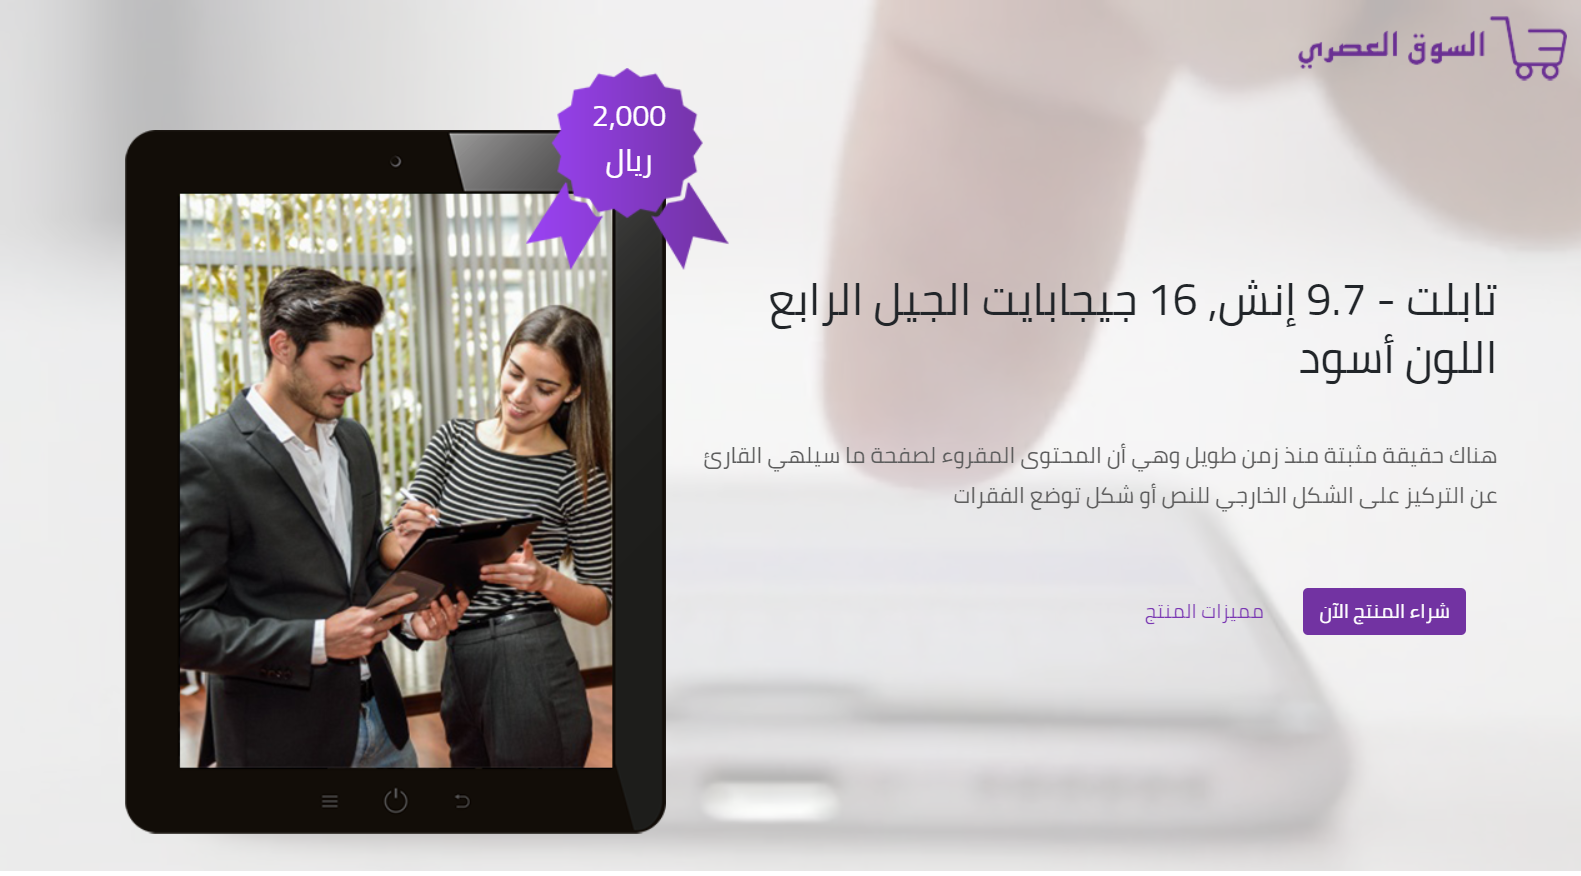 السوق العصري
2,000
ريال
تابلت - 9.7 إنش, 16 جيجابايت الجيل الرابع
اللون أسود
هناك حقيقة مثبتة منذ زمن طويل وهي أن المحتوى المقروء لصفحة ما سيلهي القارئ
عن التركيز على الشكل الخارجي للنص أو شكل توضع الفقرات
شراء المنتج الآن
مميزات المنتج